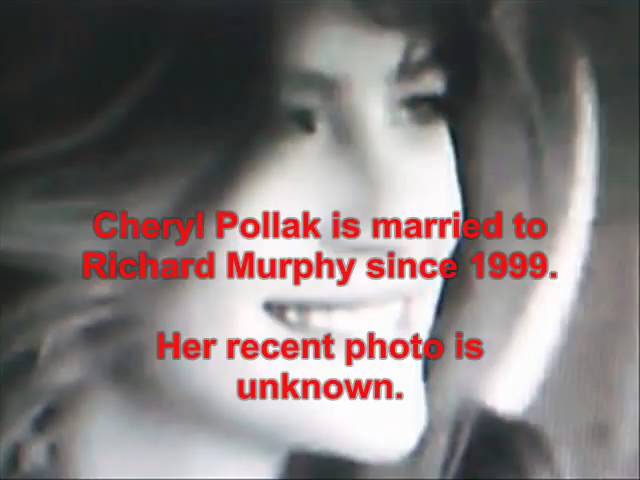 Cheryl Pollak is married to
Richard Murphy since 1999.
Her recent photo is
unknown.